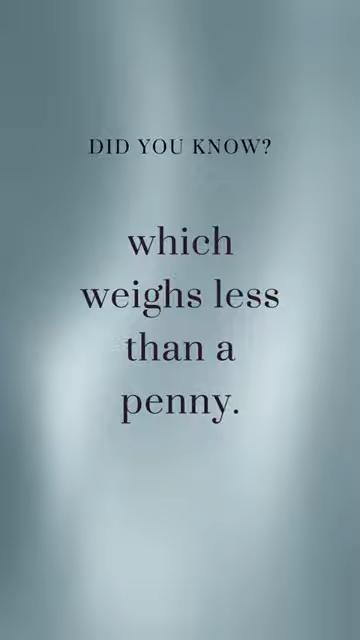 DID YOU KNOW?
which
weighs less
than a
penny.